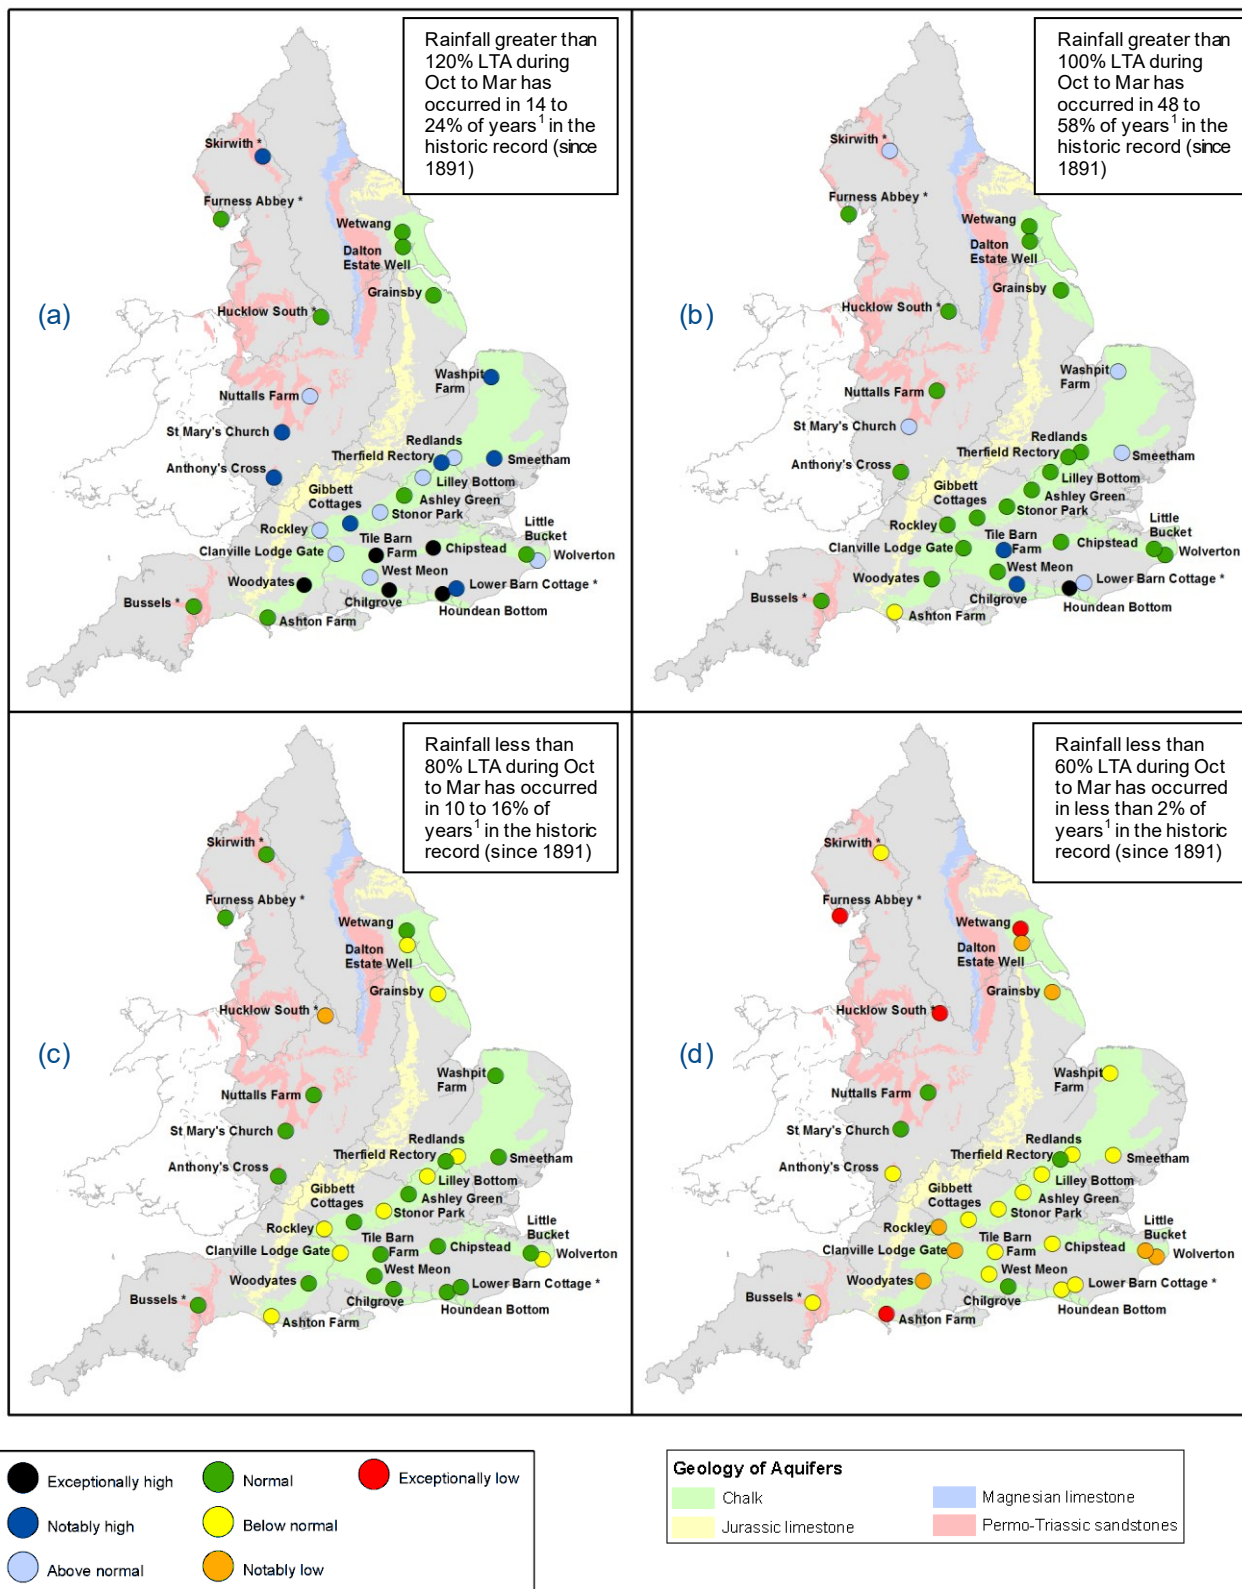 Rainfall greater than
120% LTA during
Oct to Mar has
occurred in 14 to
24% of years1 in the
historic record (since
1891)
Skirwith *
Furness Abbey *
Wetwang
Dalton
Estate Well
(a)
Grainsby
Hucklow South *
Washpit
Farm
Nuttalls Farm
St Mary's Church
Redlands
Therfield Rectory
Smeetham
Anthony's Cross
Lilley Bottom
Gibbett
Cottages
Ashley Green
Stonor Park
Rockley
Tile Barn
Farm
Little
Bucket
Clanville Lodge Gate
Chipstead
Wolverton
West Meon
Woodyates
Lower Barn Cottage *
Bussels *
Chilgrove
Houndean Bottom
Ashton Farm
Rainfall greater than
100% LTA during
Oct to Mar has
occurred in 48 to
58% of years1 in the
historic record (since
1891)
Skirwith *
Furness Abbey *
Wetwang
Dalton
Estate Well
(b)
Grainsby
Hucklow South *
Washpit
Farm
Nuttalls Farm
St Mary's Church
Redlands
Therfield Rectory
Smeetham
Anthony's Cross
Lilley Bottom
Gibbett
Cottages
Ashley Green
Stonor Park
Rockley
Tile Barn
Farm
Little
Bucket
Clanville Lodge Gate
Chipstead
Wolverton
West Meon
Woodyates
Lower Barn Cottage *
Bussels *
Chilgrove
Houndean Bottom
Ashton Farm
Rainfall less than
80% LTA during Oct
to Mar has occurred
in 10 to 16% of
years1 in the historic
record (since 1891)
Skirwith *
Furness Abbey *
Wetwang
Dalton
Estate Well
Grainsby
Hucklow South *
(c)
Washpit
Farm
Nuttalls Farm
St Mary's Church
Redlands
Therfield Rectory
Smeetham
Anthony's Cross
Lilley Bottom
Gibbett
Cottages
Ashley Green
Stonor Park
Rockley
Tile Barn
Farm
Little
Bucket
Clanville Lodge Gate
Chipstead
Wolverton
West Meon
Woodyates
Lower Barn Cottage *
Bussels *
Chilgrove
Houndean Bottom
Ashton Farm
Rainfall less than
60% LTA during Oct
to Mar has occurred
in less than 2% of
years1 in the historic
record (since 1891)
Skirwith *
Furness Abbey *
Wetwang
Dalton
Estate Well
Grainsby
Hucklow South *
(d)
Washpit
Farm
Nuttalls Farm
St Mary's Church
Redlands
Therfield Rectory
Smeetham
Anthony's Cross
Lilley Bottom
Gibbett
Cottages
Ashley Green
Stonor Park
Rockley
Tile Barn
Farm
Little
Bucket
Clanville Lodge Gate
Chipstead
Wolverton
West Meon
Woodyates
Lower Barn Cottage *
Bussels *
Chilgrove
Houndean Bottom
Ashton Farm
Exceptionally high
Normal
Exceptionally low
Notably high
Below normal
Above normal
Notably low
Geology of Aquifers
Chalk
Magnesian limestone
Jurassic limestone
Permo-Triassic sandstones